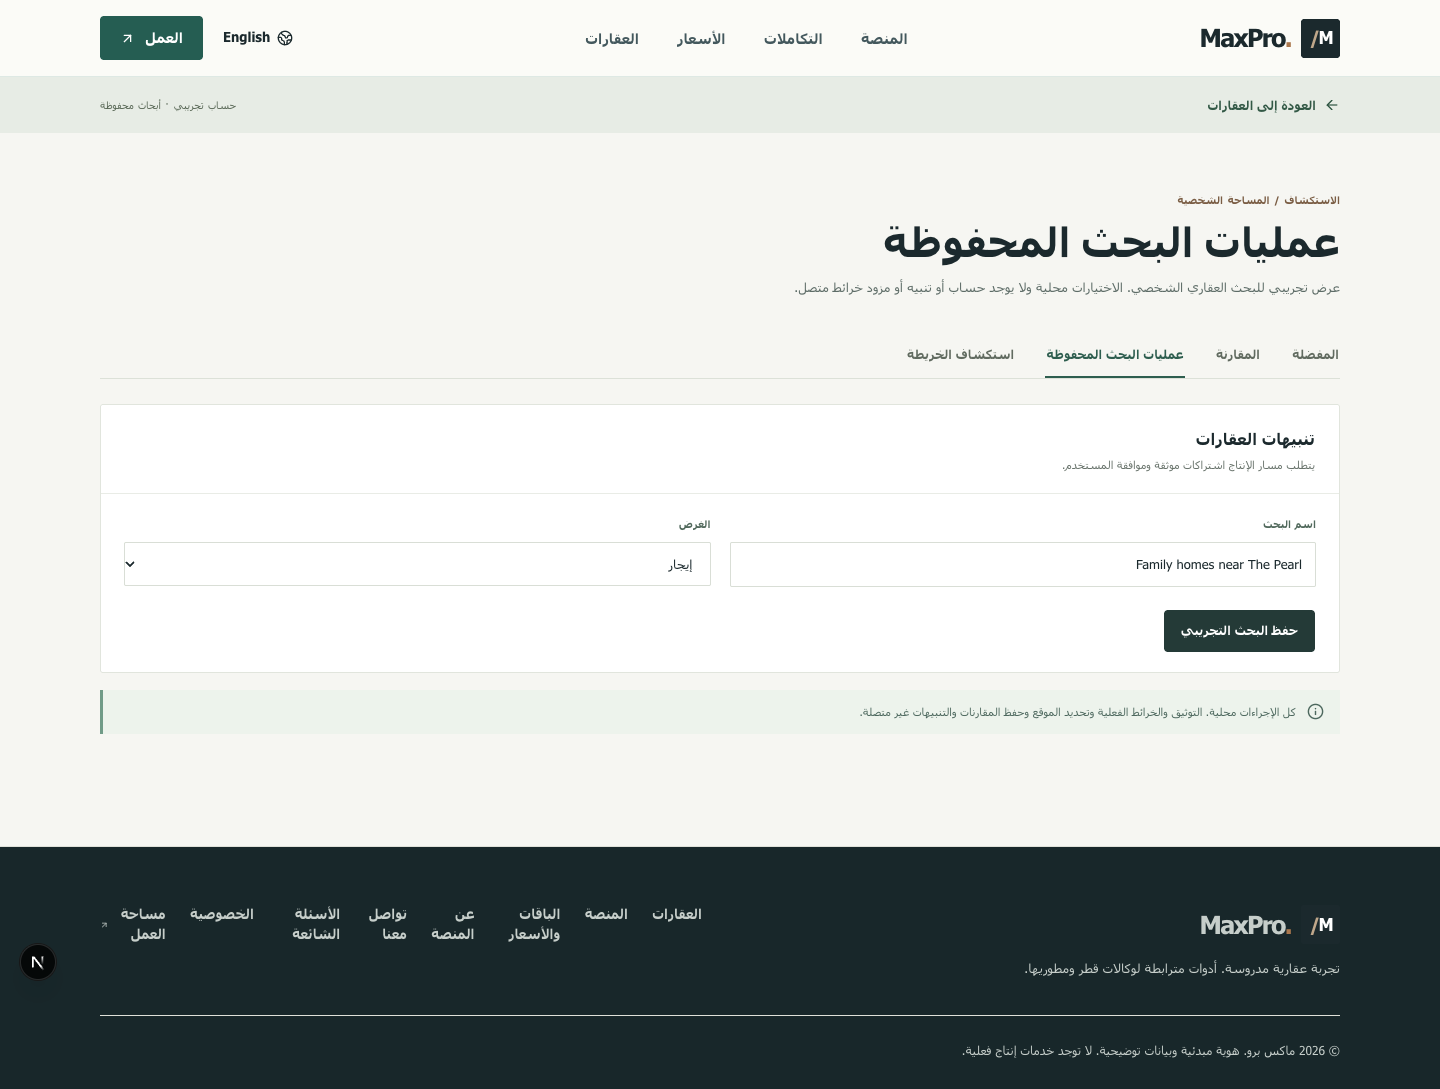 M/ MaxPro.
المنصة
التكاملات
الأسعار
العقارات
English
العمل
العودة إلى العقارات
حساب تجريبي · أبحاث محفوظة
الاستكشاف / المساحة الشخصية
عمليات البحث المحفوظة
عرض تجريبي للبحث العقاري الشخصي. الاختيارات محلية ولا يوجد حساب أو تنبيه أو مزود خرائط متصل.
المفضلة
المقارنة
عمليات البحث المحفوظة
استكشاف الخريطة
تنبيهات العقارات
يتطلب مسار الإنتاج اشتراكات موثقة وموافقة المستخدم.
اسم البحث
الغرض
Family homes near The Pearl
إيجار
حفظ البحث التجريبي
كل الإجراءات محلية. التوثيق والخرائط الفعلية وتحديد الموقع وحفظ المقارنات والتنبيهات غير متصلة.
M/ MaxPro.
تجربة عقارية مدروسة. أدوات مترابطة لوكالات قطر ومطوريها.
العقارات
المنصة
الباقات
والأسعار
عن
المنصة
تواصل
معنا
الأسئلة
الشائعة
الخصوصية
مساحة
العمل
N
© 2026 ماكس برو. هوية مبدئية وبيانات توضيحية. لا توجد خدمات إنتاج فعلية.